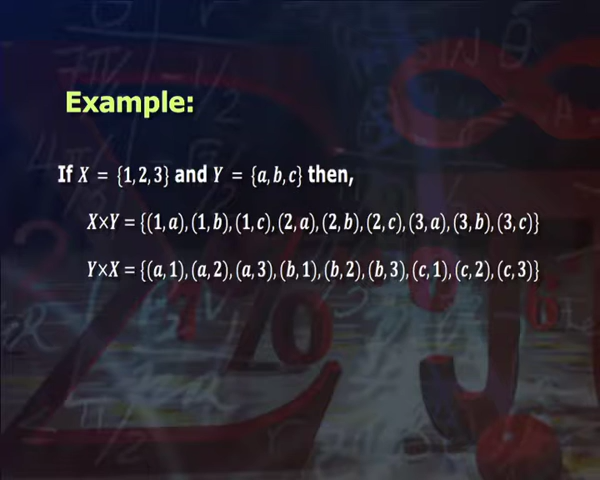 Example:
If X = {1,2,3} and Y = {a,b,c} then,
X×Y = {(1,a),(1,b),(1,c),(2,a),(2,b),(2,c),(3,a),(3,b),(3,c)}
Y×X = {(a,1),(a,2),(a,3),(b,1),(b,2),(b,3),(c,1),(c,2),(c,3)}